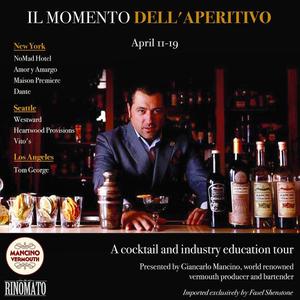 IL MOMENTO DELL'APERITIVO
April 11-19
New York
NoMad Hotel
Amor y Amargo
Maison Premiere
Dante
Seattle
Westward
Heartwood Provisions
Vito's
Los Angeles
Tom George
MANCINO
VERMOUTH
RINOMATO
A cocktail and industry education tour
Presented by Giancarlo Mancino, world renowned
vermouth producer and bartender
Imported exclusively by Fasel Shenstone